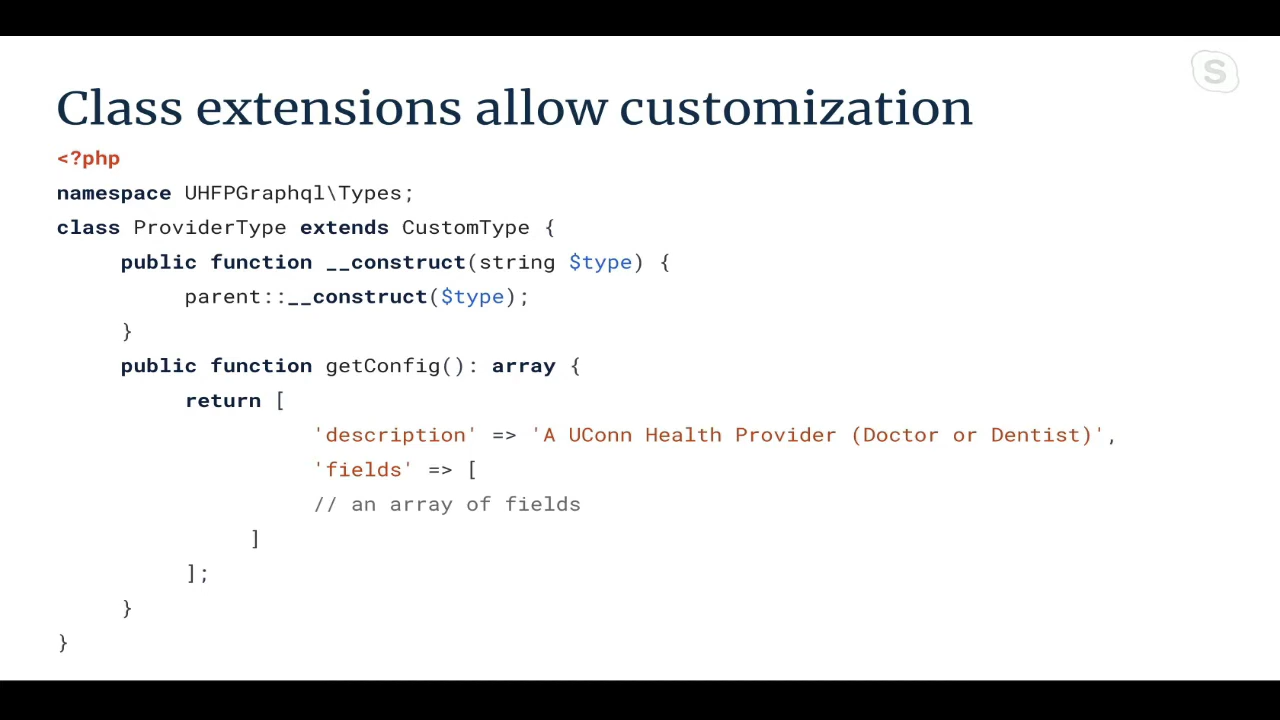 Class extensions allow customization
S
<?php
namespace UHFPGraphql\Types;
class ProviderType extends CustomType {
public function __construct(string $type) {
parent::__construct($type);
}
public function getConfig(): array {
return [
'description' => 'A UConn Health Provider (Doctor or Dentist)',
'fields' => [
// an array of fields
]
];
}
}